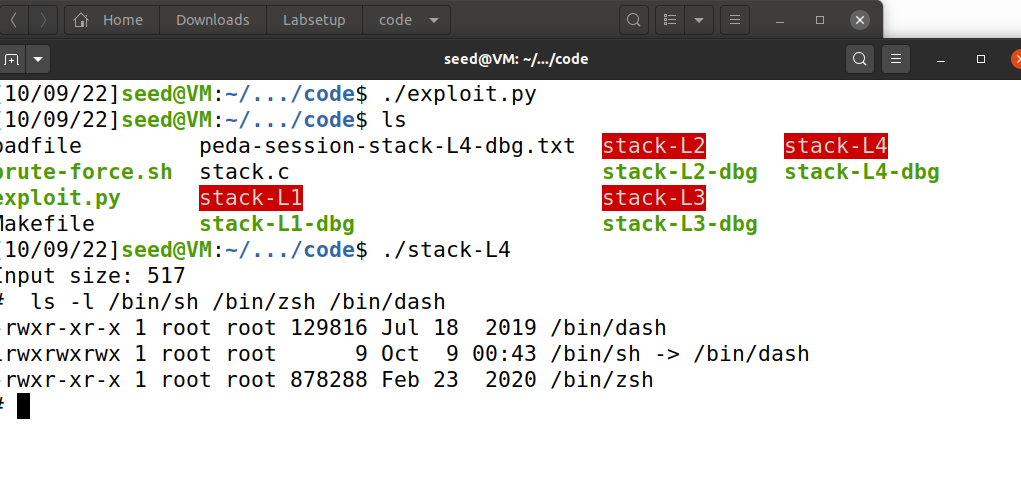 Home Downloads Labsetup code
seed@VM: ~/.../code
[10/09/22]seed@VM:~/.../code$ ./exploit.py
[10/09/22]seed@VM:~/.../code$ ls
badfile peda-session-stack-L4-dbg.txt stack-L2 stack-L4
brute-force.sh stack.c stack-L2-dbg stack-L4-dbg
exploit.py stack-L1 stack-L3
Makefile stack-L1-dbg stack-L3-dbg
[10/09/22]seed@VM:~/.../code$ ./stack-L4
Input size: 517
# ls -l /bin/sh /bin/zsh /bin/dash
-rwxr-xr-x 1 root root 129816 Jul 18 2019 /bin/dash
lrwxrwxrwx 1 root root 9 Oct 9 00:43 /bin/sh -> /bin/dash
-rwxr-xr-x 1 root root 878288 Feb 23 2020 /bin/zsh
#